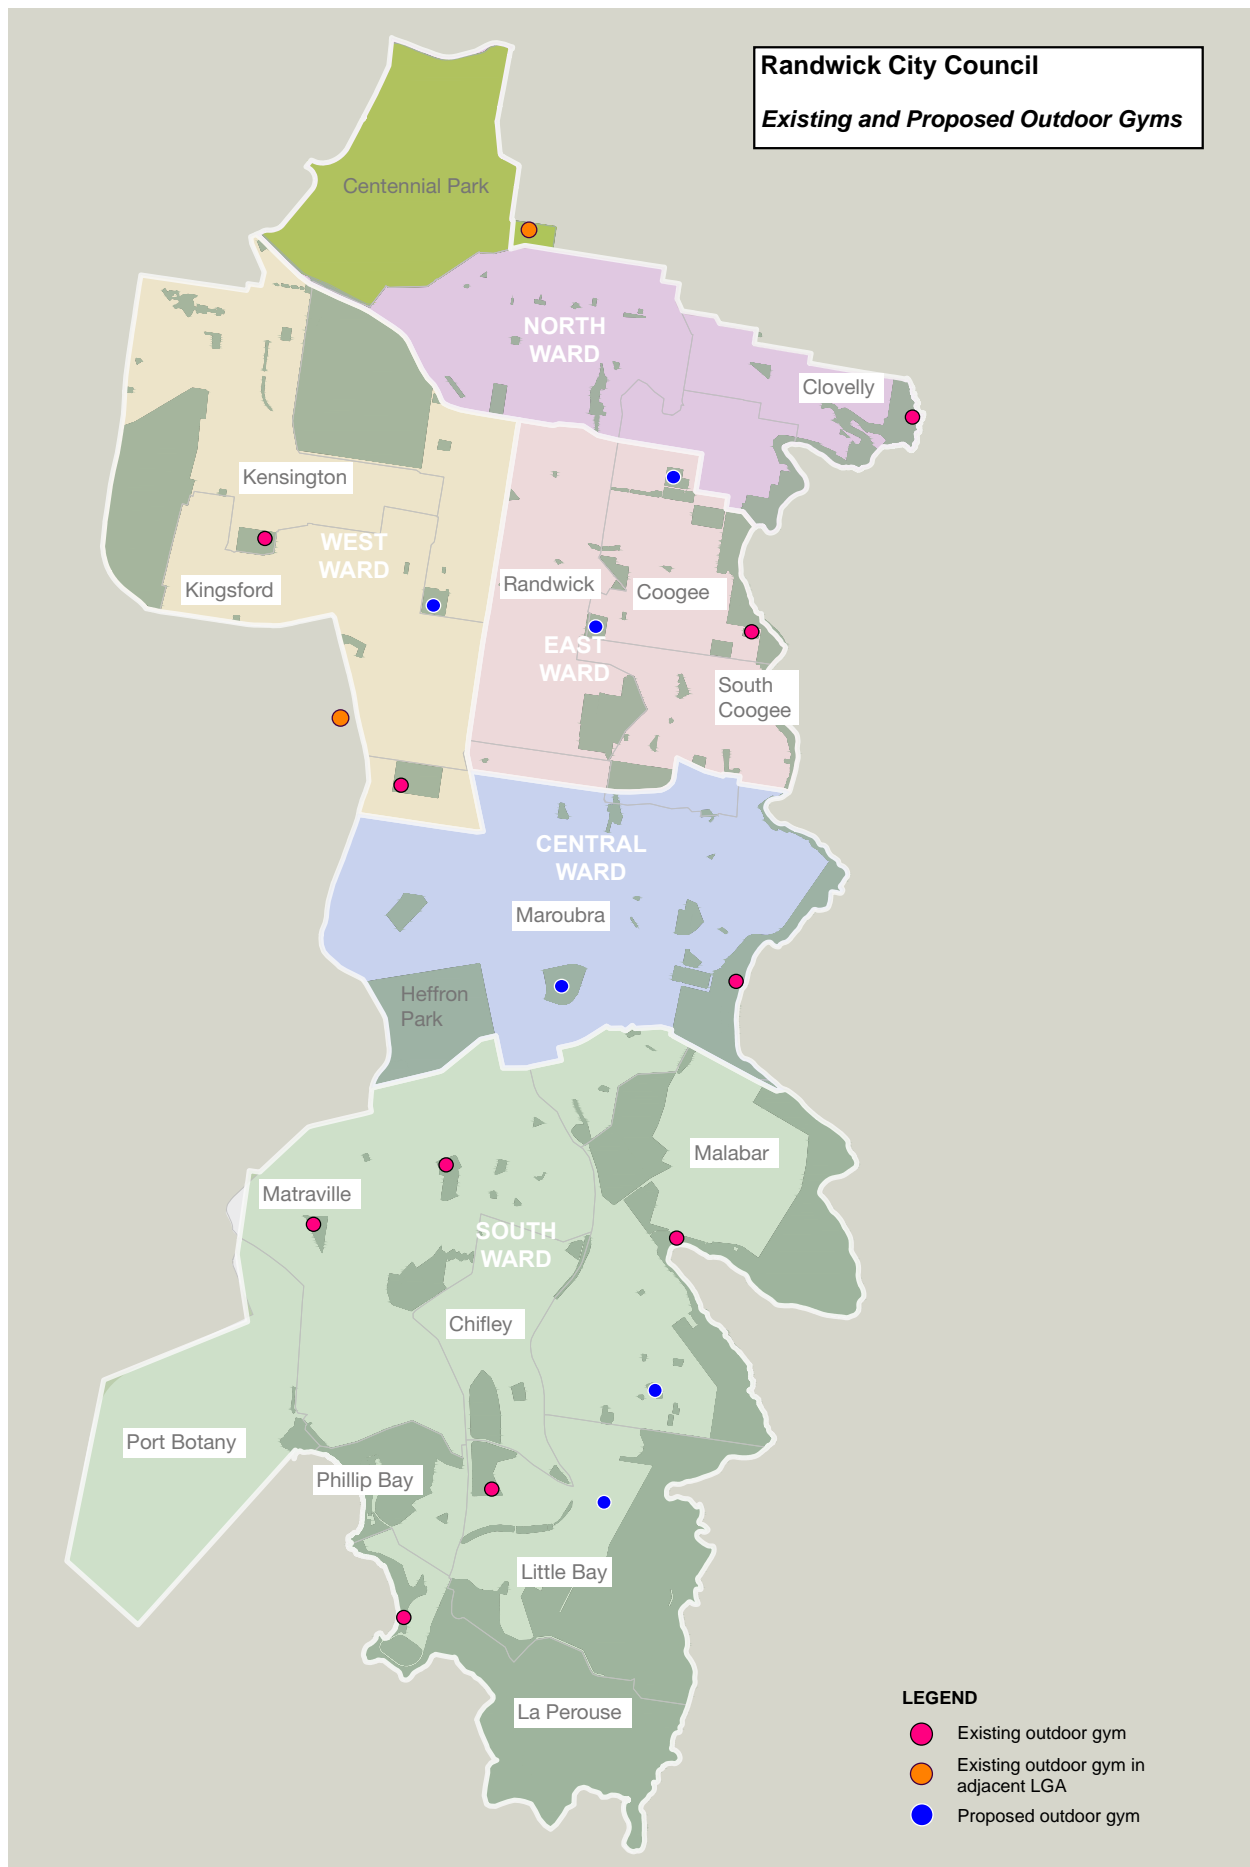 Randwick City Council
Existing and Proposed Outdoor Gyms
Centennial Park
NORTH
WARD
Clovelly
Kensington
WEST
WARD
Kingsford
Randwick
Coogee
EAST
WARD
South
Coogee
CENTRAL
WARD
Maroubra
Heffron
Park
Malabar
Matraville
SOUTH
WARD
Chifley
Port Botany
Phillip Bay
Little Bay
La Perouse
LEGEND
Existing outdoor gym
Existing outdoor gym in
adjacent LGA
Proposed outdoor gym